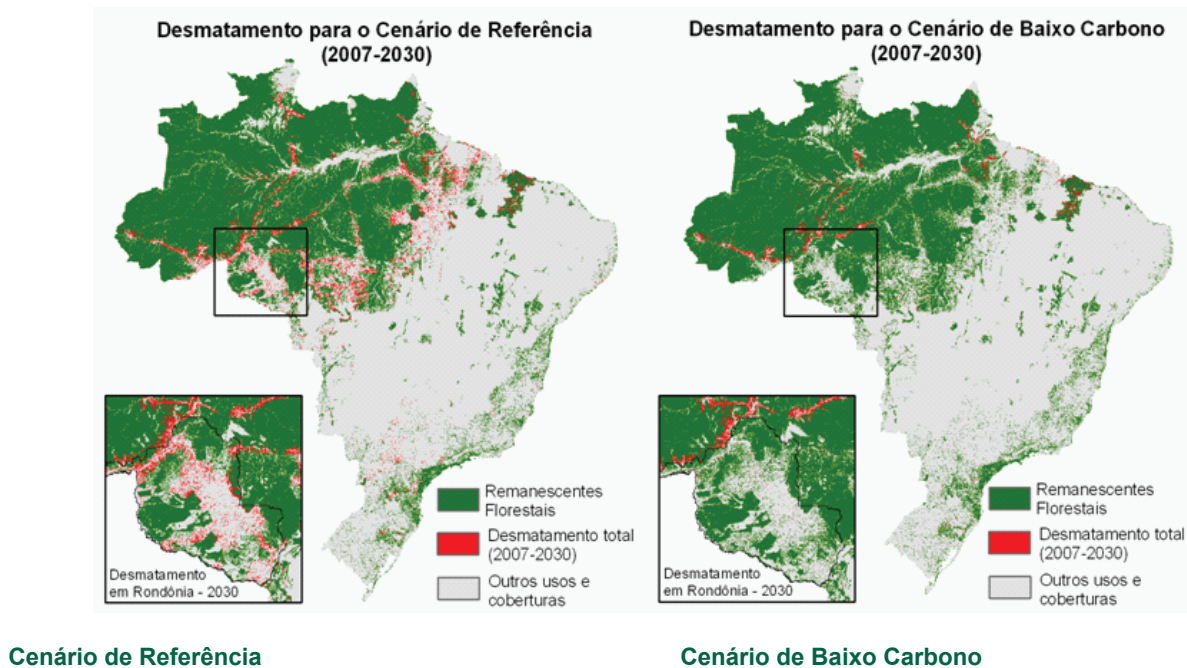 Desmatamento para o Cenário de Referência
(2007-2030)
Desmatamento
em Rondônia - 2030
Remanescentes
Florestais
Desmatamento total
(2007-2030)
Outros usos e
coberturas
Desmatamento para o Cenário de Baixo Carbono
(2007-2030)
Desmatamento
em Rondônia - 2030
Remanescentes
Florestais
Desmatamento total
(2007-2030)
Outros usos e
coberturas
Cenário de Referência
Cenário de Baixo Carbono